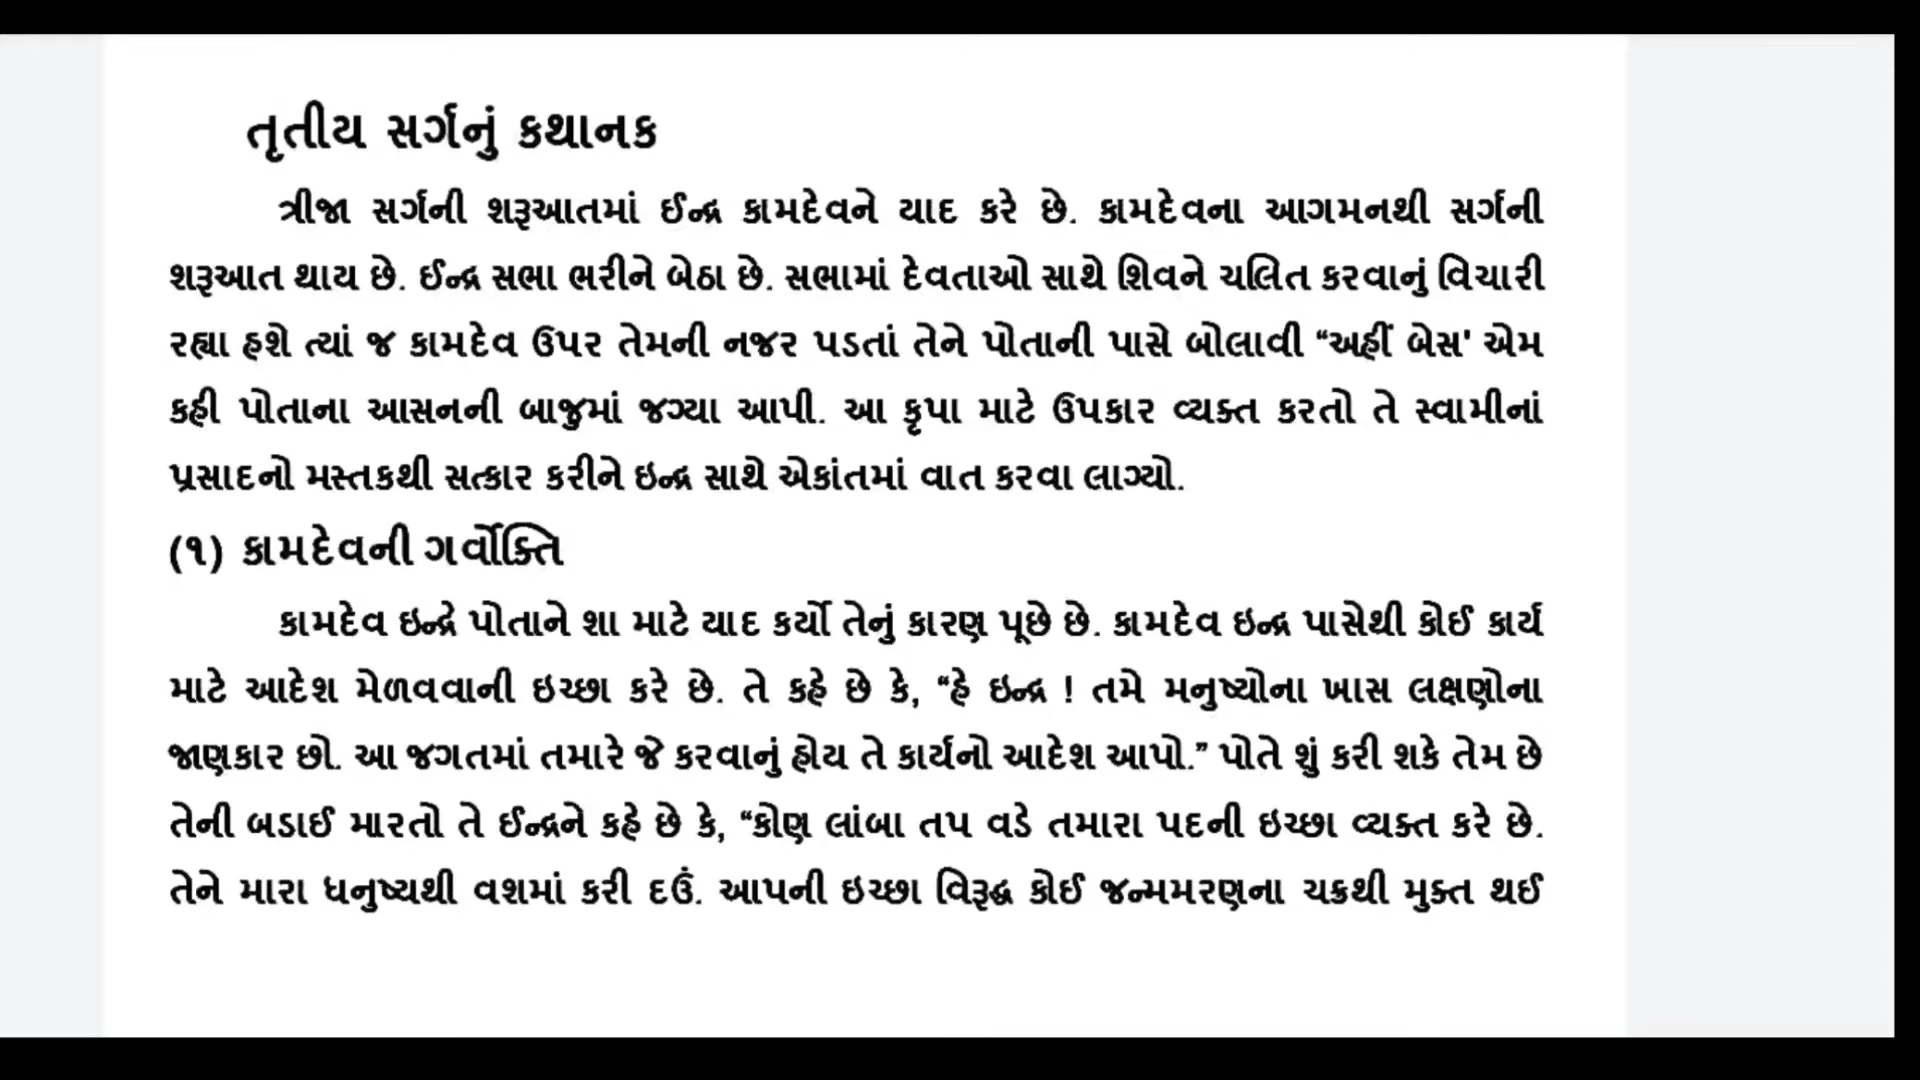 તૃતીય સર્ગનું કથાનક
ત્રીજા સર્ગની શરૂઆતમાં ઈન્દ્ર કામદેવને યાદ કરે છે. કામદેવના આગમનથી સર્ગની
શરૂઆત થાય છે. ઈન્દ્ર સભા ભરીને બેઠા છે. સભામાં દેવતાઓ સાથે શિવને ચલિત કરવાનું વિચારી
રહ્યા હશે ત્યાં જ કામદેવ ઉપર તેમની નજર પડતાં તેને પોતાની પાસે બોલાવી “અહીં બેસ' એમ
કહી પોતાના આસનની બાજુમાં જગ્યા આપી. આ કૃપા માટે ઉપકાર વ્યક્ત કરતો તે સ્વામીનાં
પ્રસાદનો મસ્તકથી સત્કાર કરીને ઇન્દ્ર સાથે એકાંતમાં વાત કરવા લાગ્યો.
(૧) કામદેવની ગર્વોક્તિ
કામદેવ ઇન્દ્રે પોતાને શા માટે યાદ કર્યો તેનું કારણ પૂછે છે. કામદેવ ઇન્દ્ર પાસેથી કોઈ કાર્ય
માટે આદેશ મેળવવાની ઇચ્છા કરે છે. તે કહે છે કે, “હે ઇન્દ્ર ! તમે મનુષ્યોના ખાસ લક્ષણોના
જાણકાર છો. આ જગતમાં તમારે જે કરવાનું હોય તે કાર્યનો આદેશ આપો.” પોતે શું કરી શકે તેમ છે
તેની બડાઈ મારતો તે ઈન્દ્રને કહે છે કે, “કોણ લાંબા તપ વડે તમારા પદની ઇચ્છા વ્યક્ત કરે છે.
તેને મારા ધનુષ્યથી વશમાં કરી દઉં. આપની ઇચ્છા વિરૂદ્ધ કોઈ જન્મમરણના ચક્રથી મુક્ત થઈ